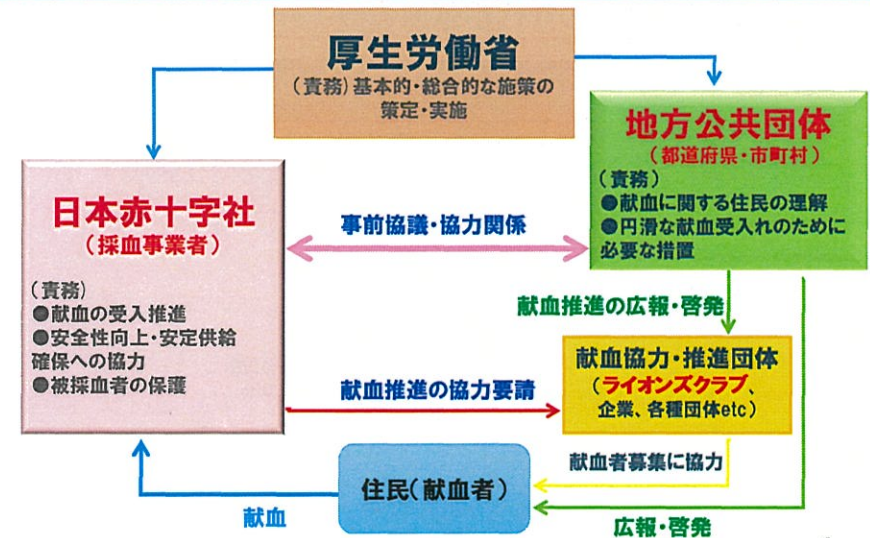 厚生労働省
(責務)基本的・総合的な施策の
策定・実施
地方公共団体
(都道府県・市町村)
(責務)
●献血に関する住民の理解
●円滑な献血受入れのために
必要な措置
日本赤十字社
(採血事業者)
(責務)
●献血の受入推進
●安全性向上・安定供給
確保への協力
●被採血者の保護
事前協議・協力関係
献血推進の広報・啓発
献血協力・推進団体
(ライオンズクラブ、
企業、各種団体etc)
献血推進の協力要請
献血者募集に協力
住民(献血者)
献血
広報・啓発